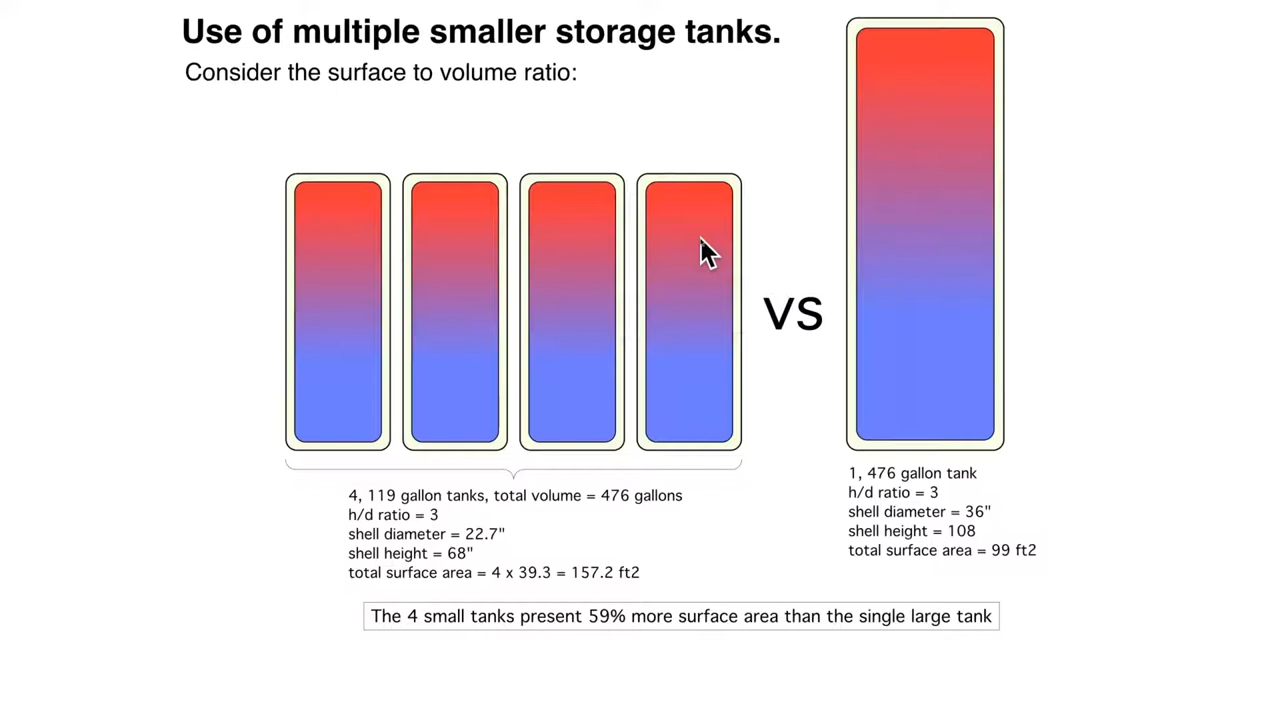 Use of multiple smaller storage tanks.
Consider the surface to volume ratio:
vs
4, 119 gallon tanks, total volume = 476 gallons
h/d ratio = 3
shell diameter = 22.7"
shell height = 68"
total surface area = 4 x 39.3 = 157.2 ft2
1, 476 gallon tank
h/d ratio = 3
shell diameter = 36"
shell height = 108
total surface area = 99 ft2
The 4 small tanks present 59% more surface area than the single large tank